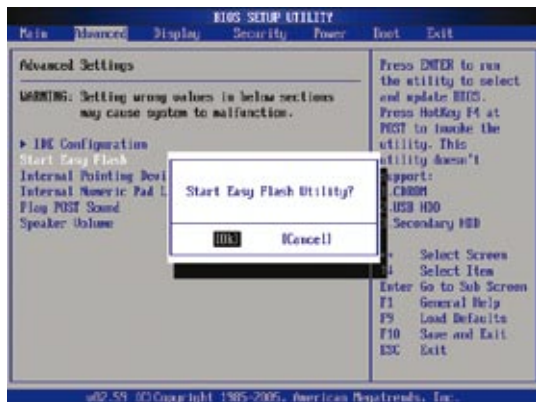 BIOS SETUP UTILITY
Main Advanced Display Security Power Boot Exit
Advanced Settings
WARNING: Setting wrong values in below sections
may cause system to malfunction.
▶ IDE Configuration
Start Easy Flash
Internal Pointing Devi
Internal Numeric Pad L
Play POST Sound
Speaker Volume
Start Easy Flash Utility?
[Ok] [Cancel]
Press ENTER to run
the utility to select
and update BIOS.
Press HotKey F4 at
POST to invoke the
utility. This
utility doesn't
pport:
.CDROM
.USB HDD
Secondary HDD
Select Screen
Select Item
Enter Go to Sub Screen
F1 General Help
F9 Load Defaults
F10 Save and Exit
ESC Exit
v02.59 (C)Copyright 1985-2005, American Megatrends, Inc.